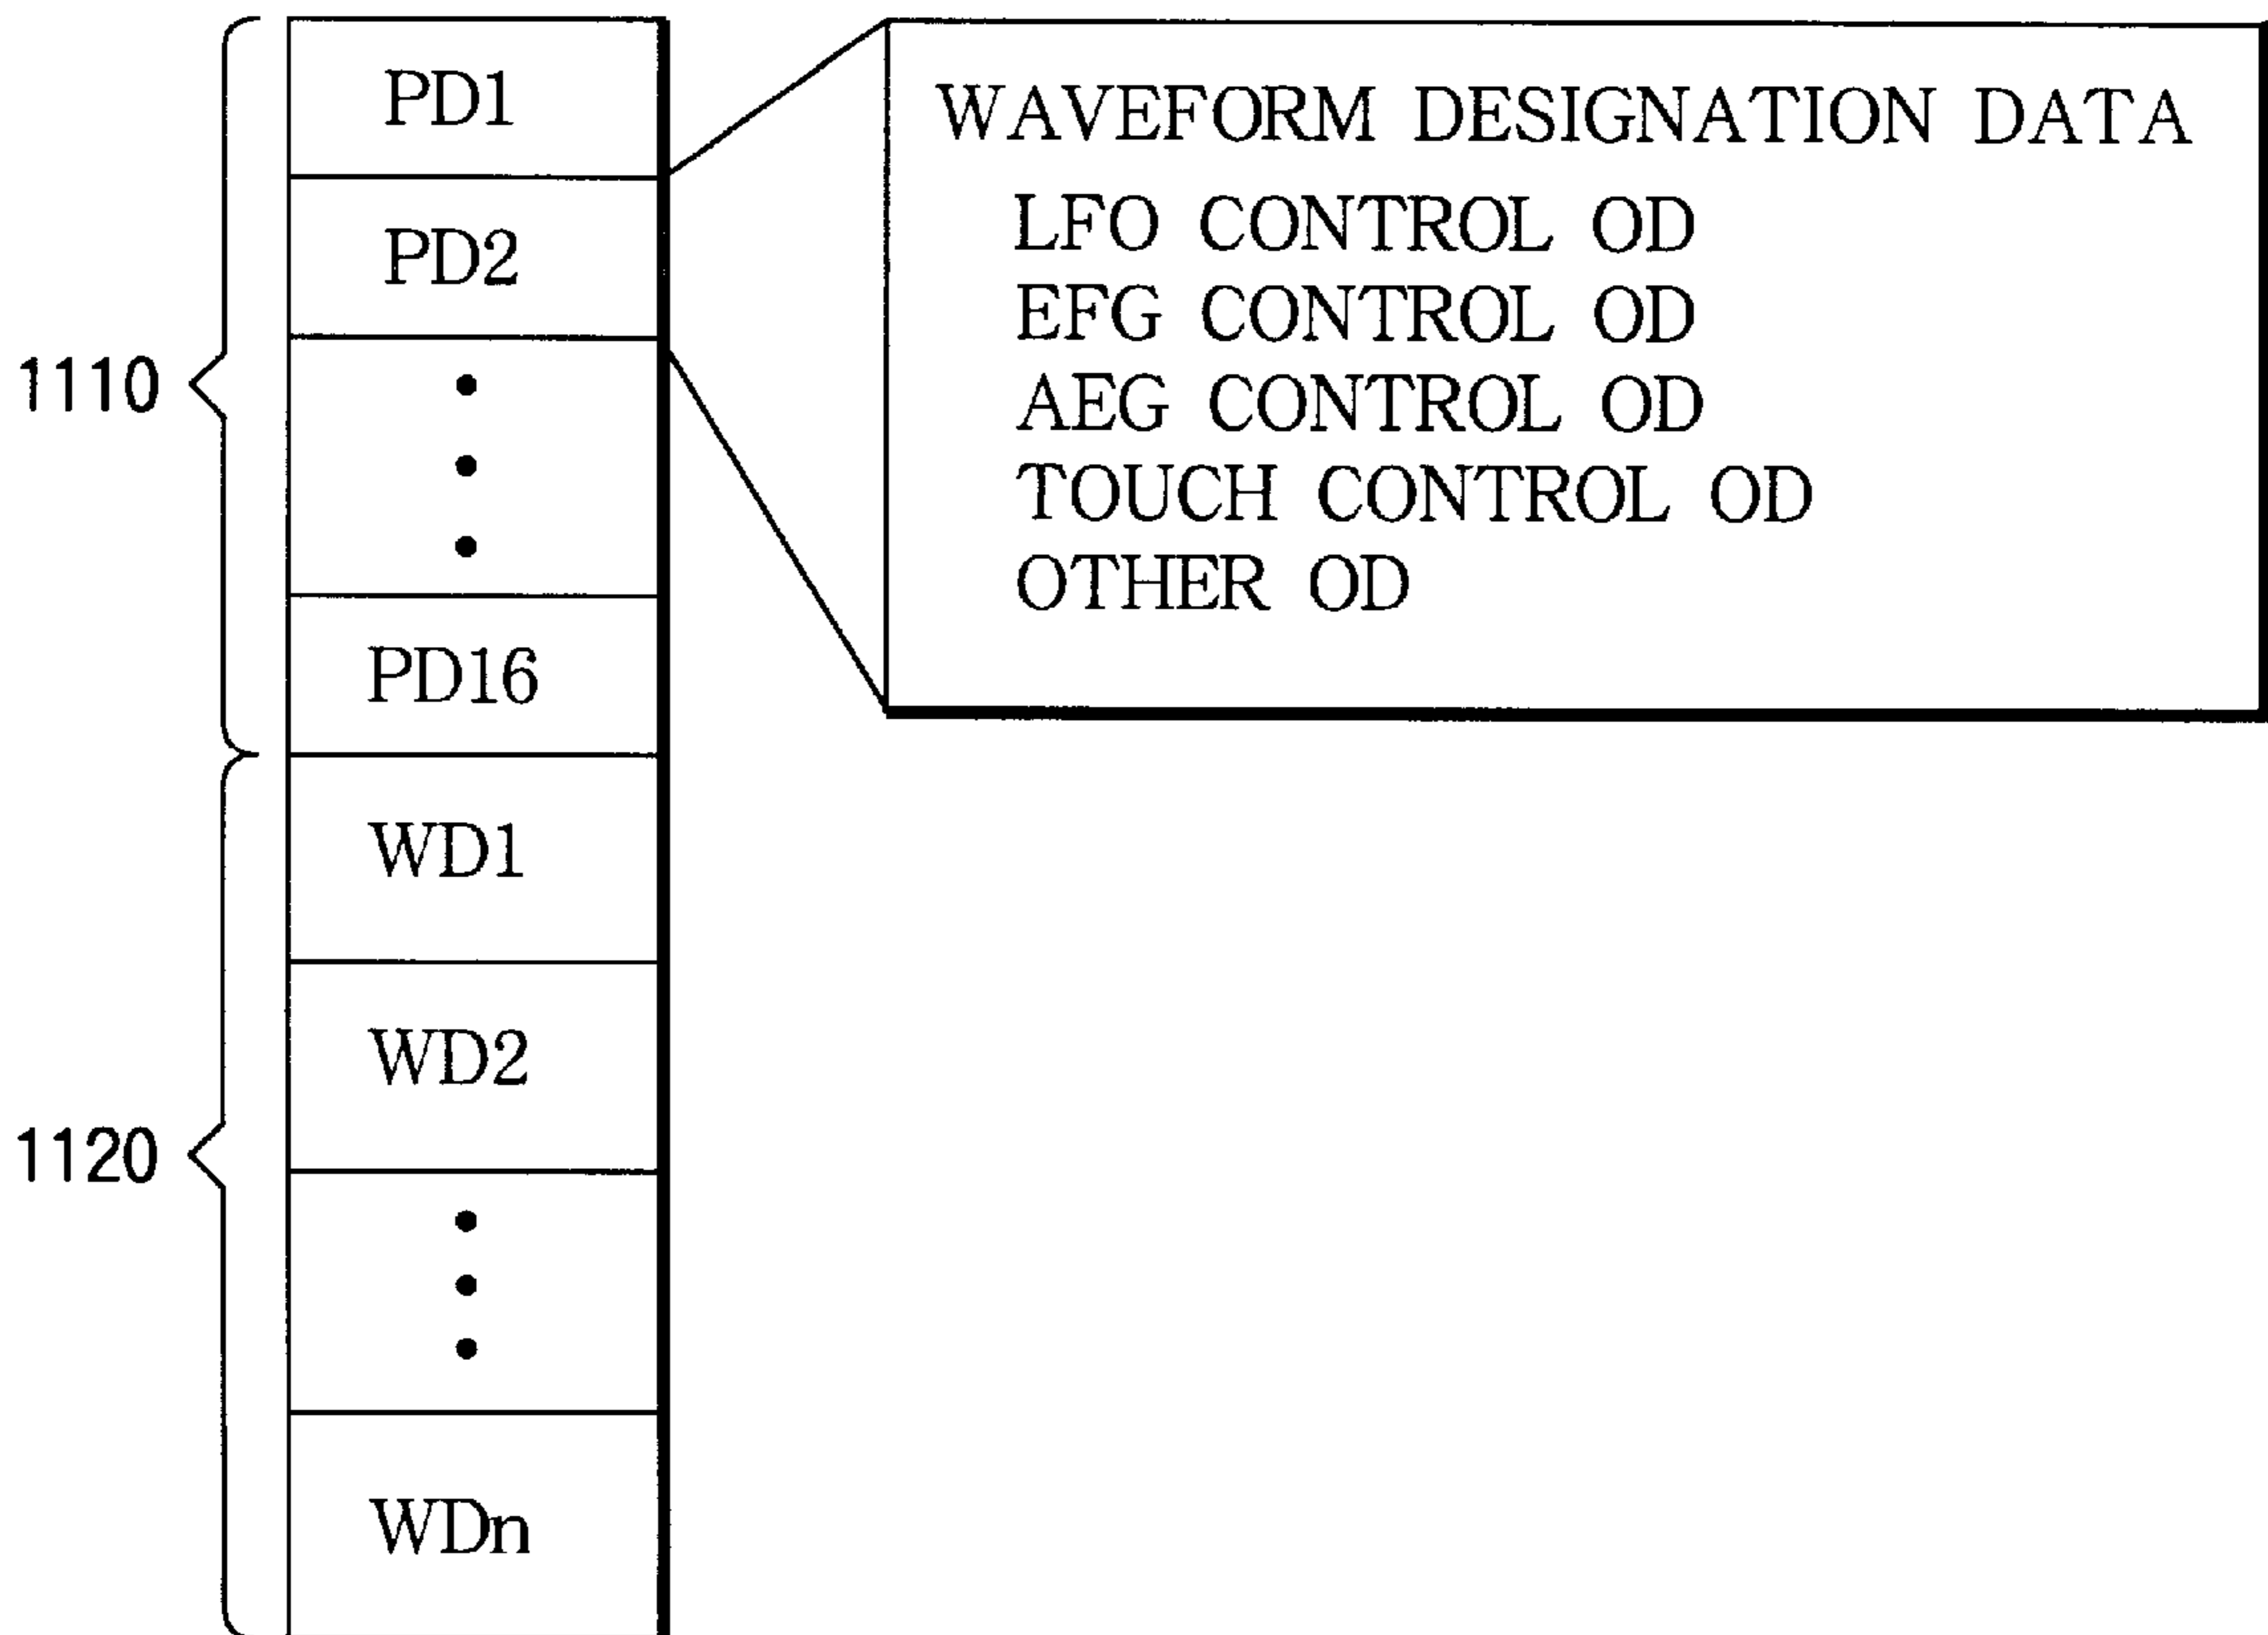 PD1
PD2
1110
PD16
WD1
WD2
1120
WDn
WAVEFORM DESIGNATION DATA
LFO CONTROL OD
EFG CONTROL OD
AEG CONTROL OD
TOUCH CONTROL OD
OTHER OD